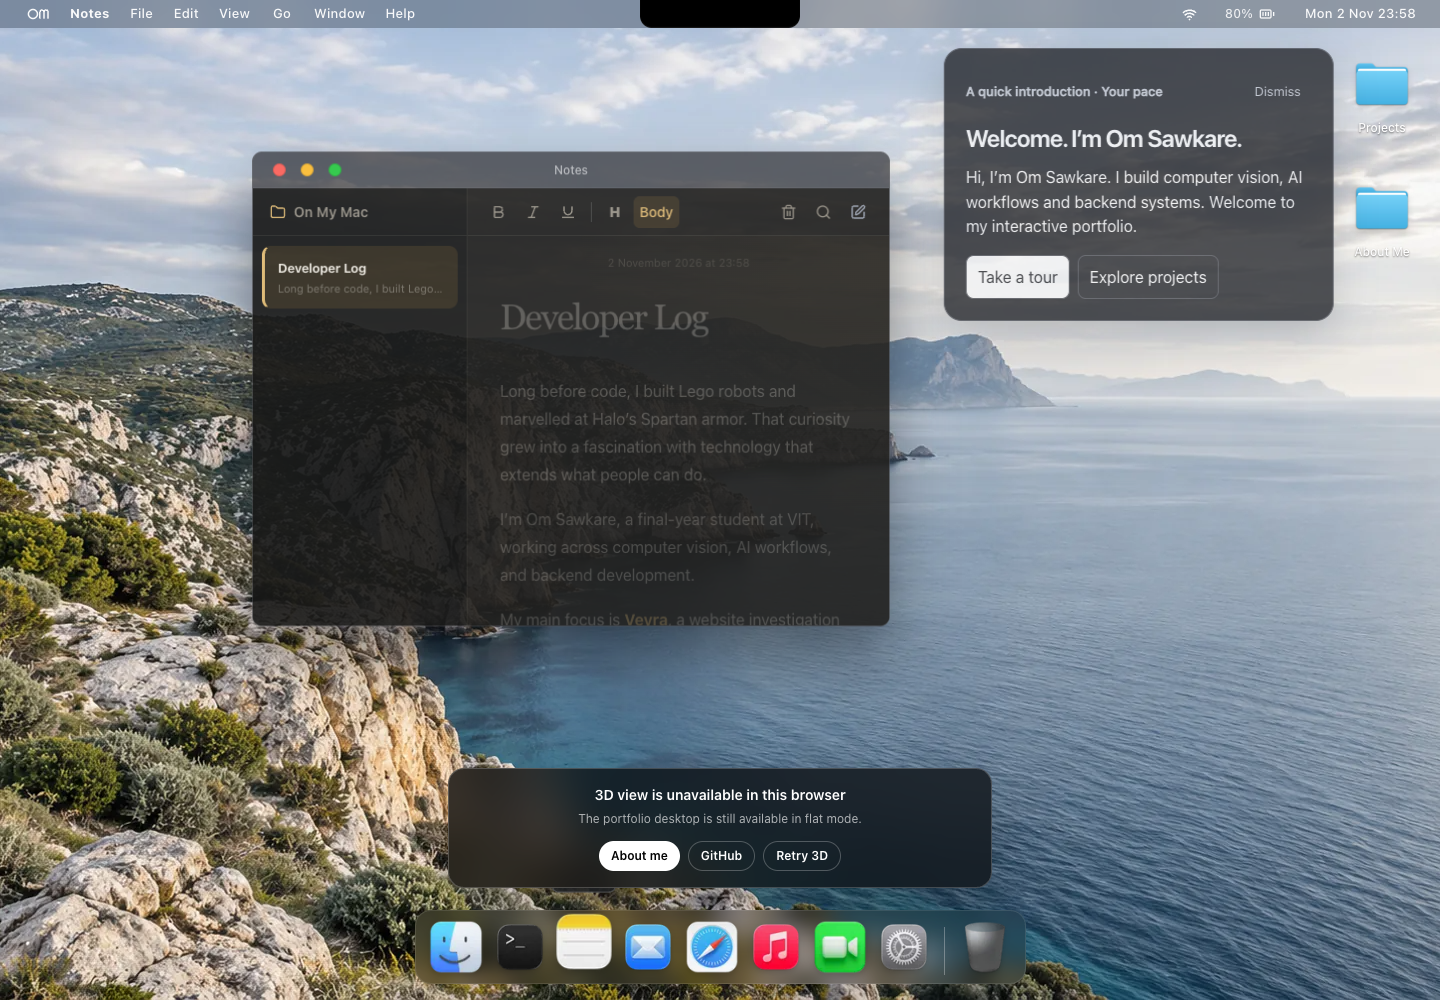 OM Notes File Edit View Go Window Help
80% Mon 2 Nov 23:58
A quick introduction · Your pace Dismiss
Welcome. I’m Om Sawkare.
Hi, I’m Om Sawkare. I build computer vision, AI
workflows and backend systems. Welcome to
my interactive portfolio.
Take a tour Explore projects
Projects
About Me
Notes
On My Mac
B I U H Body
Developer Log
Long before code, I built Lego...
2 November 2026 at 23:58
Developer Log
Long before code, I built Lego robots and
marvelled at Halo’s Spartan armor. That curiosity
grew into a fascination with technology that
extends what people can do.
I’m Om Sawkare, a final-year student at VIT,
working across computer vision, AI workflows,
and backend development.
My main focus is Veyra, a website investigation
3D view is unavailable in this browser
The portfolio desktop is still available in flat mode.
About me GitHub Retry 3D
>_